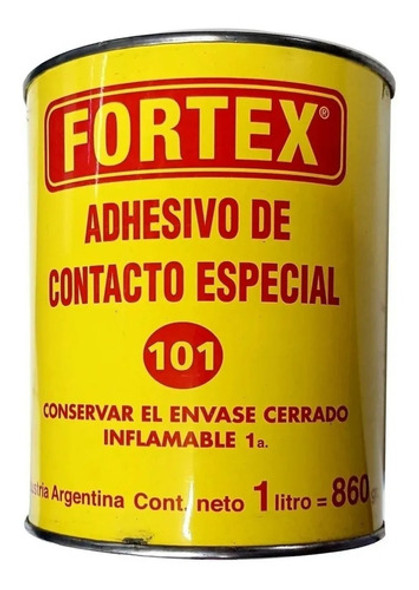 FORTEX®
ADHESIVO DE
CONTACTO ESPECIAL
101
CONSERVAR EL ENVASE CERRADO
INFLAMABLE 1a.
Argentina Cont. neto 1 litro = 860